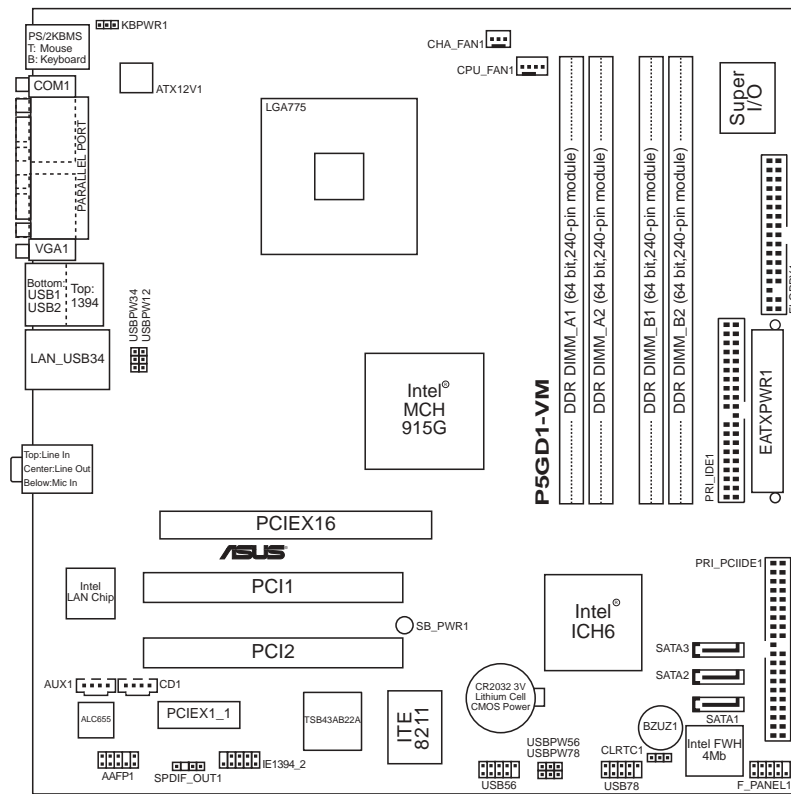 KBPWR1
PS/2KBMS
T: Mouse
B: Keyboard
CHA_FAN1
CPU_FAN1
COM1
ATX12V1
Super
I/O
LGA775
PARALLEL PORT
VGA1
Bottom:
USB1
USB2
Top:
1394
USBPW34
USBPW12
LAN_USB34
DDR DIMM_A1 (64 bit,240-pin module)
DDR DIMM_A2 (64 bit,240-pin module)
DDR DIMM_B1 (64 bit,240-pin module)
DDR DIMM_B2 (64 bit,240-pin module)
Intel®
MCH
915G
P5GD1-VM
PRI_IDE1
EATXPWR1
Top:Line In
Center:Line Out
Below:Mic In
PCIEX16
ASUS
Intel
LAN Chip
PCI1
SB_PWR1
PCI2
Intel®
ICH6
PRI_PCIIDE1
SATA3
SATA2
SATA1
AUX1
CD1
ALC655
PCIEX1_1
TSB43AB22A
ITE
8211
CR2032 3V
Lithium Cell
CMOS Power
BZUZ1
Intel FWH
4Mb
AAFP1
SPDIF_OUT1
IE1394_2
USB56
USBPW56
USBPW78
CLRTC1
USB78
F_PANEL1